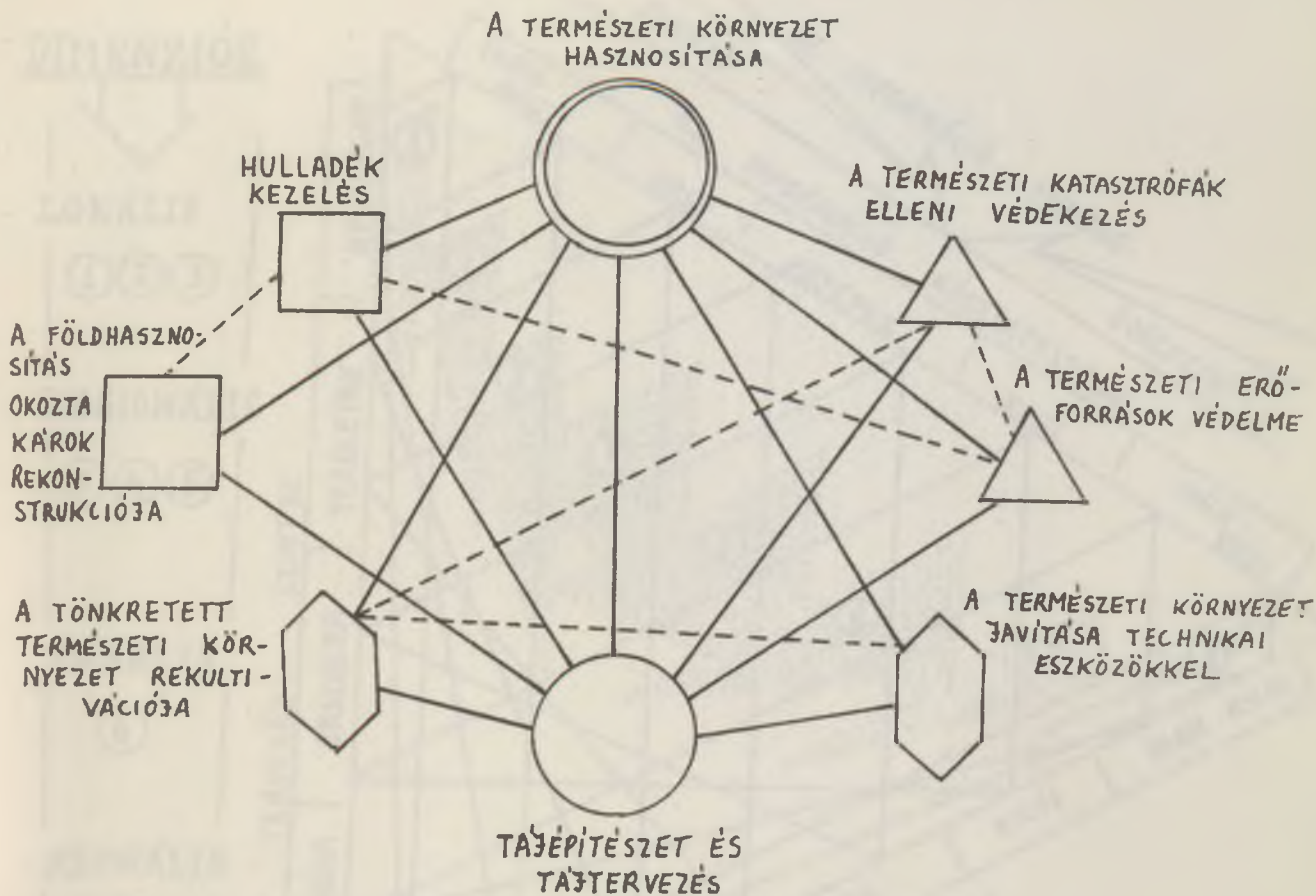 A TERMÉSZETI KÖRNYEZET
HASZNOSÍTÁSA
HULLADÉK
KEZELÉS
A TERMÉSZETI KATASZTRÓFÁK
ELLENI VÉDEKEZÉS
A FÖLDHASZNO-
SÍTÁS
OKOZTA
KÁROK
REKON-
STRUKCIÓJA
A TERMÉSZETI ERŐ-
FORRÁSOK VÉDELME
A TÖNKRETETT
TERMÉSZETI KÖR-
NYEZET REKULTI-
VÁCIÓJA
A TERMÉSZETI KÖRNYEZET
JAVÍTÁSA TECHNIKAI
ESZKÖZÖKKEL
TÁJÉPÍTÉSZET ÉS
TÁJTERVEZÉS